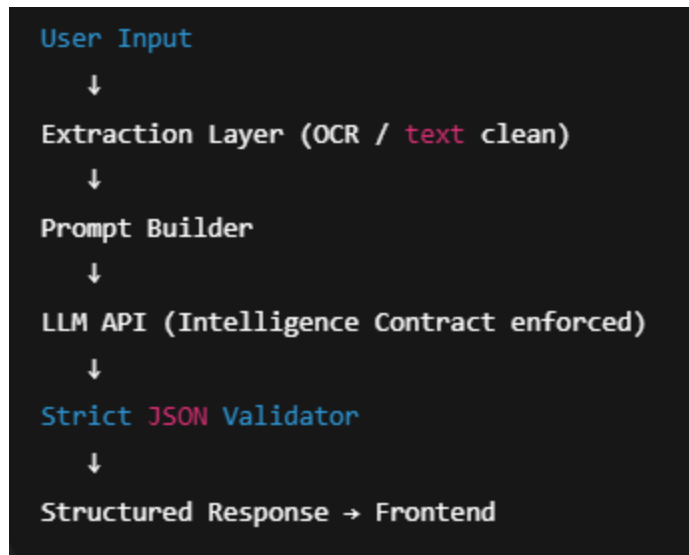 User Input
↓
Extraction Layer (OCR / text clean)
↓
Prompt Builder
↓
LLM API (Intelligence Contract enforced)
↓
Strict JSON Validator
↓
Structured Response → Frontend